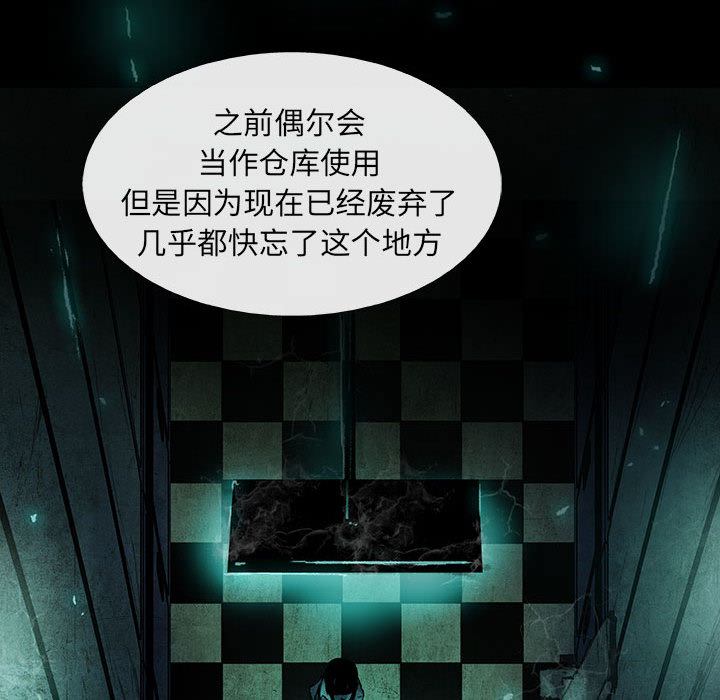 之前偶尔会
当作仓库使用
但是因为现在已经废弃了
几乎都快忘了这个地方